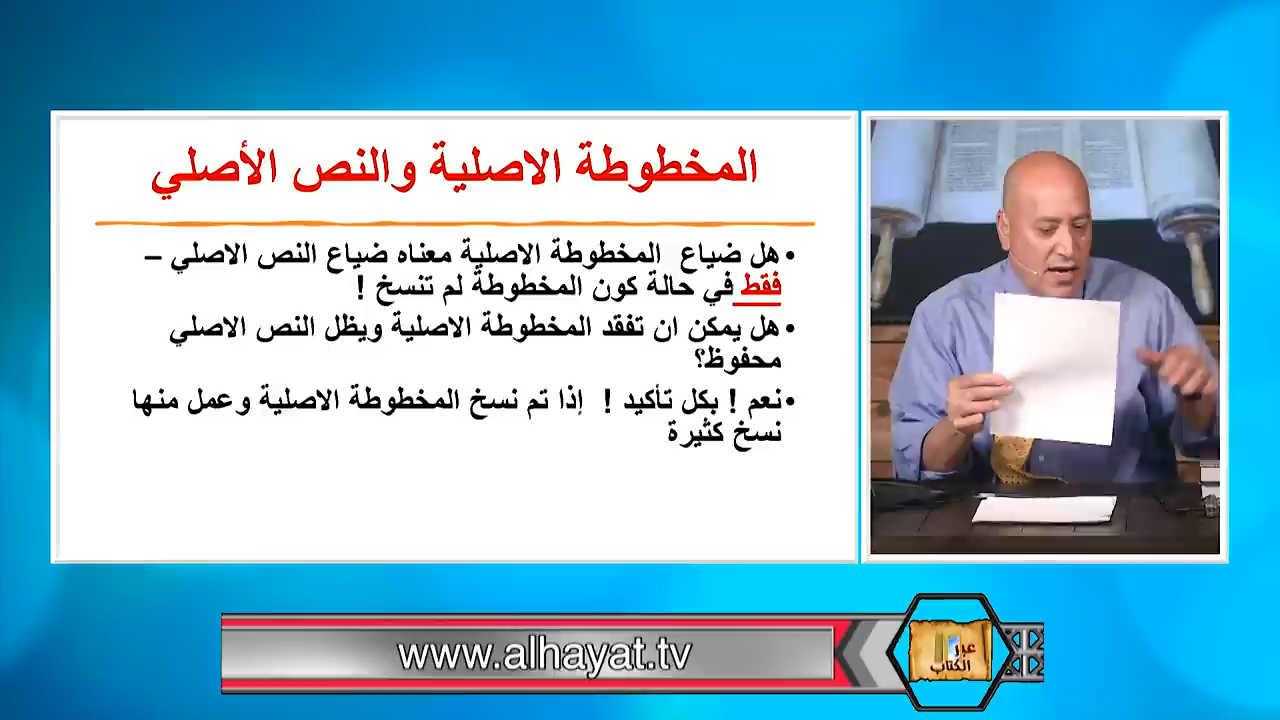 المخطوطة الاصلية والنص الأصلي
•هل ضياع المخطوطة الاصلية معناه ضياع النص الاصلي –
فقط في حالة كون المخطوطة لم تنسخ !
•هل يمكن ان تفقد المخطوطة الاصلية ويظل النص الاصلي
محفوظ؟
•نعم ! بكل تأكيد ! إذا تم نسخ المخطوطة الاصلية وعمل منها
نسخ كثيرة
www.alhayat.tv
عبر
الكتاب